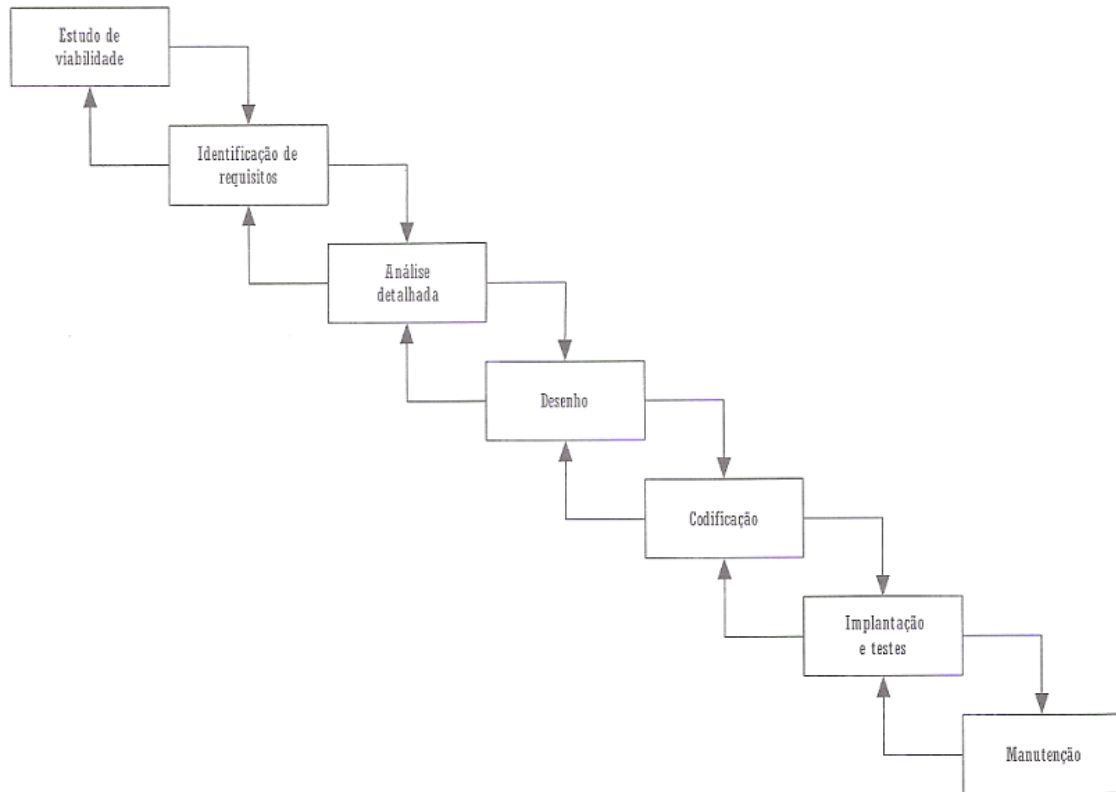 Estudo de
viabilidade
Identificação de
requisitos
Análise
detalhada
Desenho
Codificação
Implantação
e testes
Manutenção